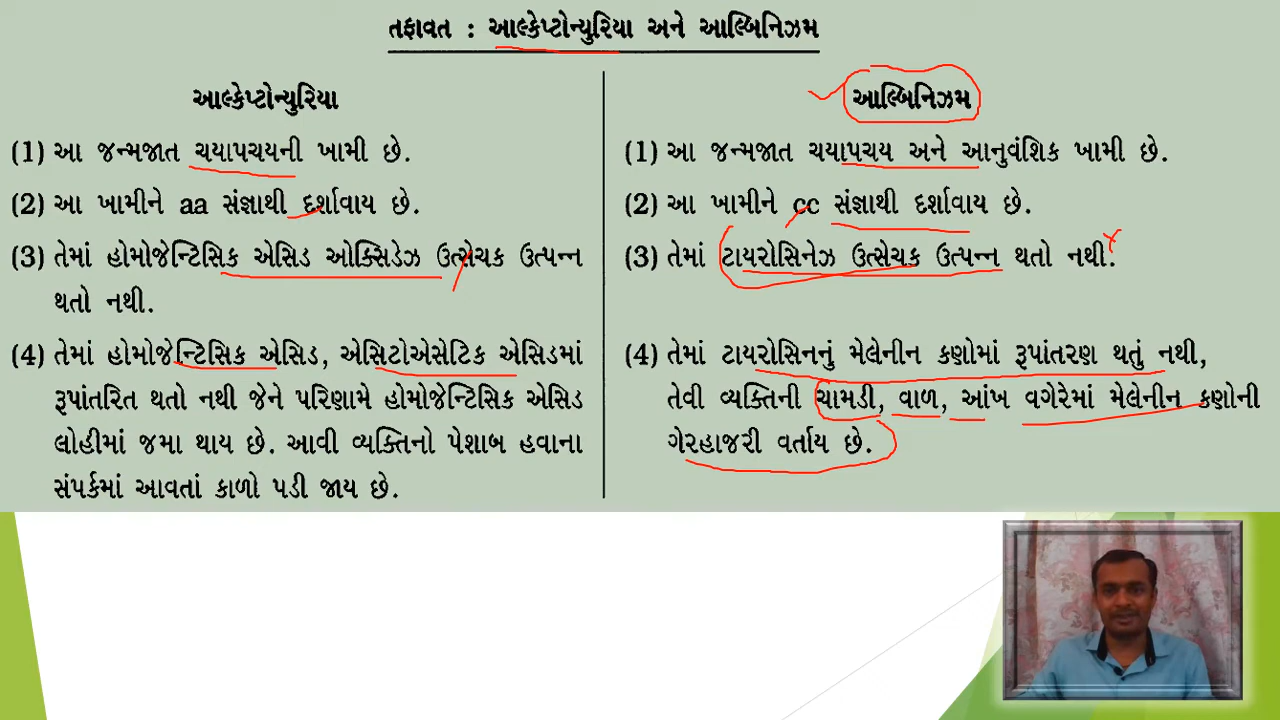 તફાવત : આલ્કેપ્ટોન્યુરિયા અને આલ્બિનિઝમ
આલ્કેપ્ટોન્યુરિયા
(1) આ જન્મજાત ચયાપચયની ખામી છે.
(2) આ ખામીને aa સંજ્ઞાથી દર્શાવાય છે.
(3) તેમાં હોમોજેન્ટિસિક એસિડ ઓક્સિડેઝ ઉત્સેચક ઉત્પન્ન
થતો નથી.
(4) તેમાં હોમોજેન્ટિસિક એસિડ, એસિટોએસેટિક એસિડમાં
રૂપાંતરિત થતો નથી જેને પરિણામે હોમોજેન્ટિસિક એસિડ
લોહીમાં જમા થાય છે. આવી વ્યક્તિનો પેશાબ હવાના
સંપર્કમાં આવતાં કાળો પડી જાય છે.
આલ્બિનિઝમ
(1) આ જન્મજાત ચયાપચય અને આનુવંશિક ખામી છે.
(2) આ ખામીને cc સંજ્ઞાથી દર્શાવાય છે.
(3) તેમાં ટાયરોસિનેઝ ઉત્સેચક ઉત્પન્ન થતો નથી.
(4) તેમાં ટાયરોસિનનું મેલેનીન કણોમાં રૂપાંતરણ થતું નથી,
તેવી વ્યક્તિની ચામડી, વાળ, આંખ વગેરેમાં મેલેનીન કણોની
ગેરહાજરી વર્તાય છે.